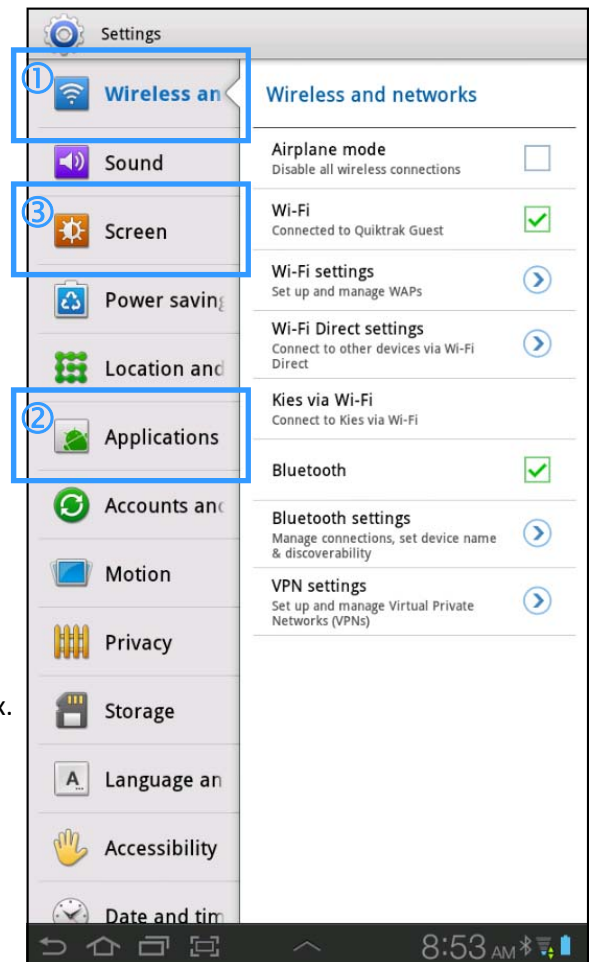 Settings
①
Wireless an
Sound
③
Screen
Power saving
Location and
②
Applications
Accounts and
Motion
Privacy
x.
Storage
A
Language an
Accessibility
Date and tim
Wireless and networks
Airplane mode
Disable all wireless connections
Wi-Fi
Connected to Quiktrak Guest
Wi-Fi settings
Set up and manage WAPs
Wi-Fi Direct settings
Connect to other devices via Wi-Fi
Direct
Kies via Wi-Fi
Connect to Kies via Wi-Fi
Bluetooth
Bluetooth settings
Manage connections, set device name
& discoverability
VPN settings
Set up and manage Virtual Private
Networks (VPNs)
8:53 AM